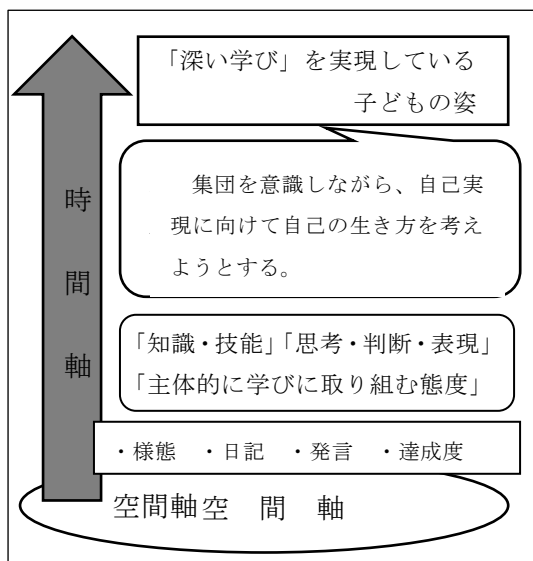 「深い学び」を実現している
子どもの姿
集団を意識しながら、自己実
現に向けて自己の生き方を考え
ようとする。
時間軸
「知識・技能」「思考・判断・表現」
「主体的に学びに取り組む態度」
・様態 ・日記 ・発言 ・達成度
空間軸空 間 軸